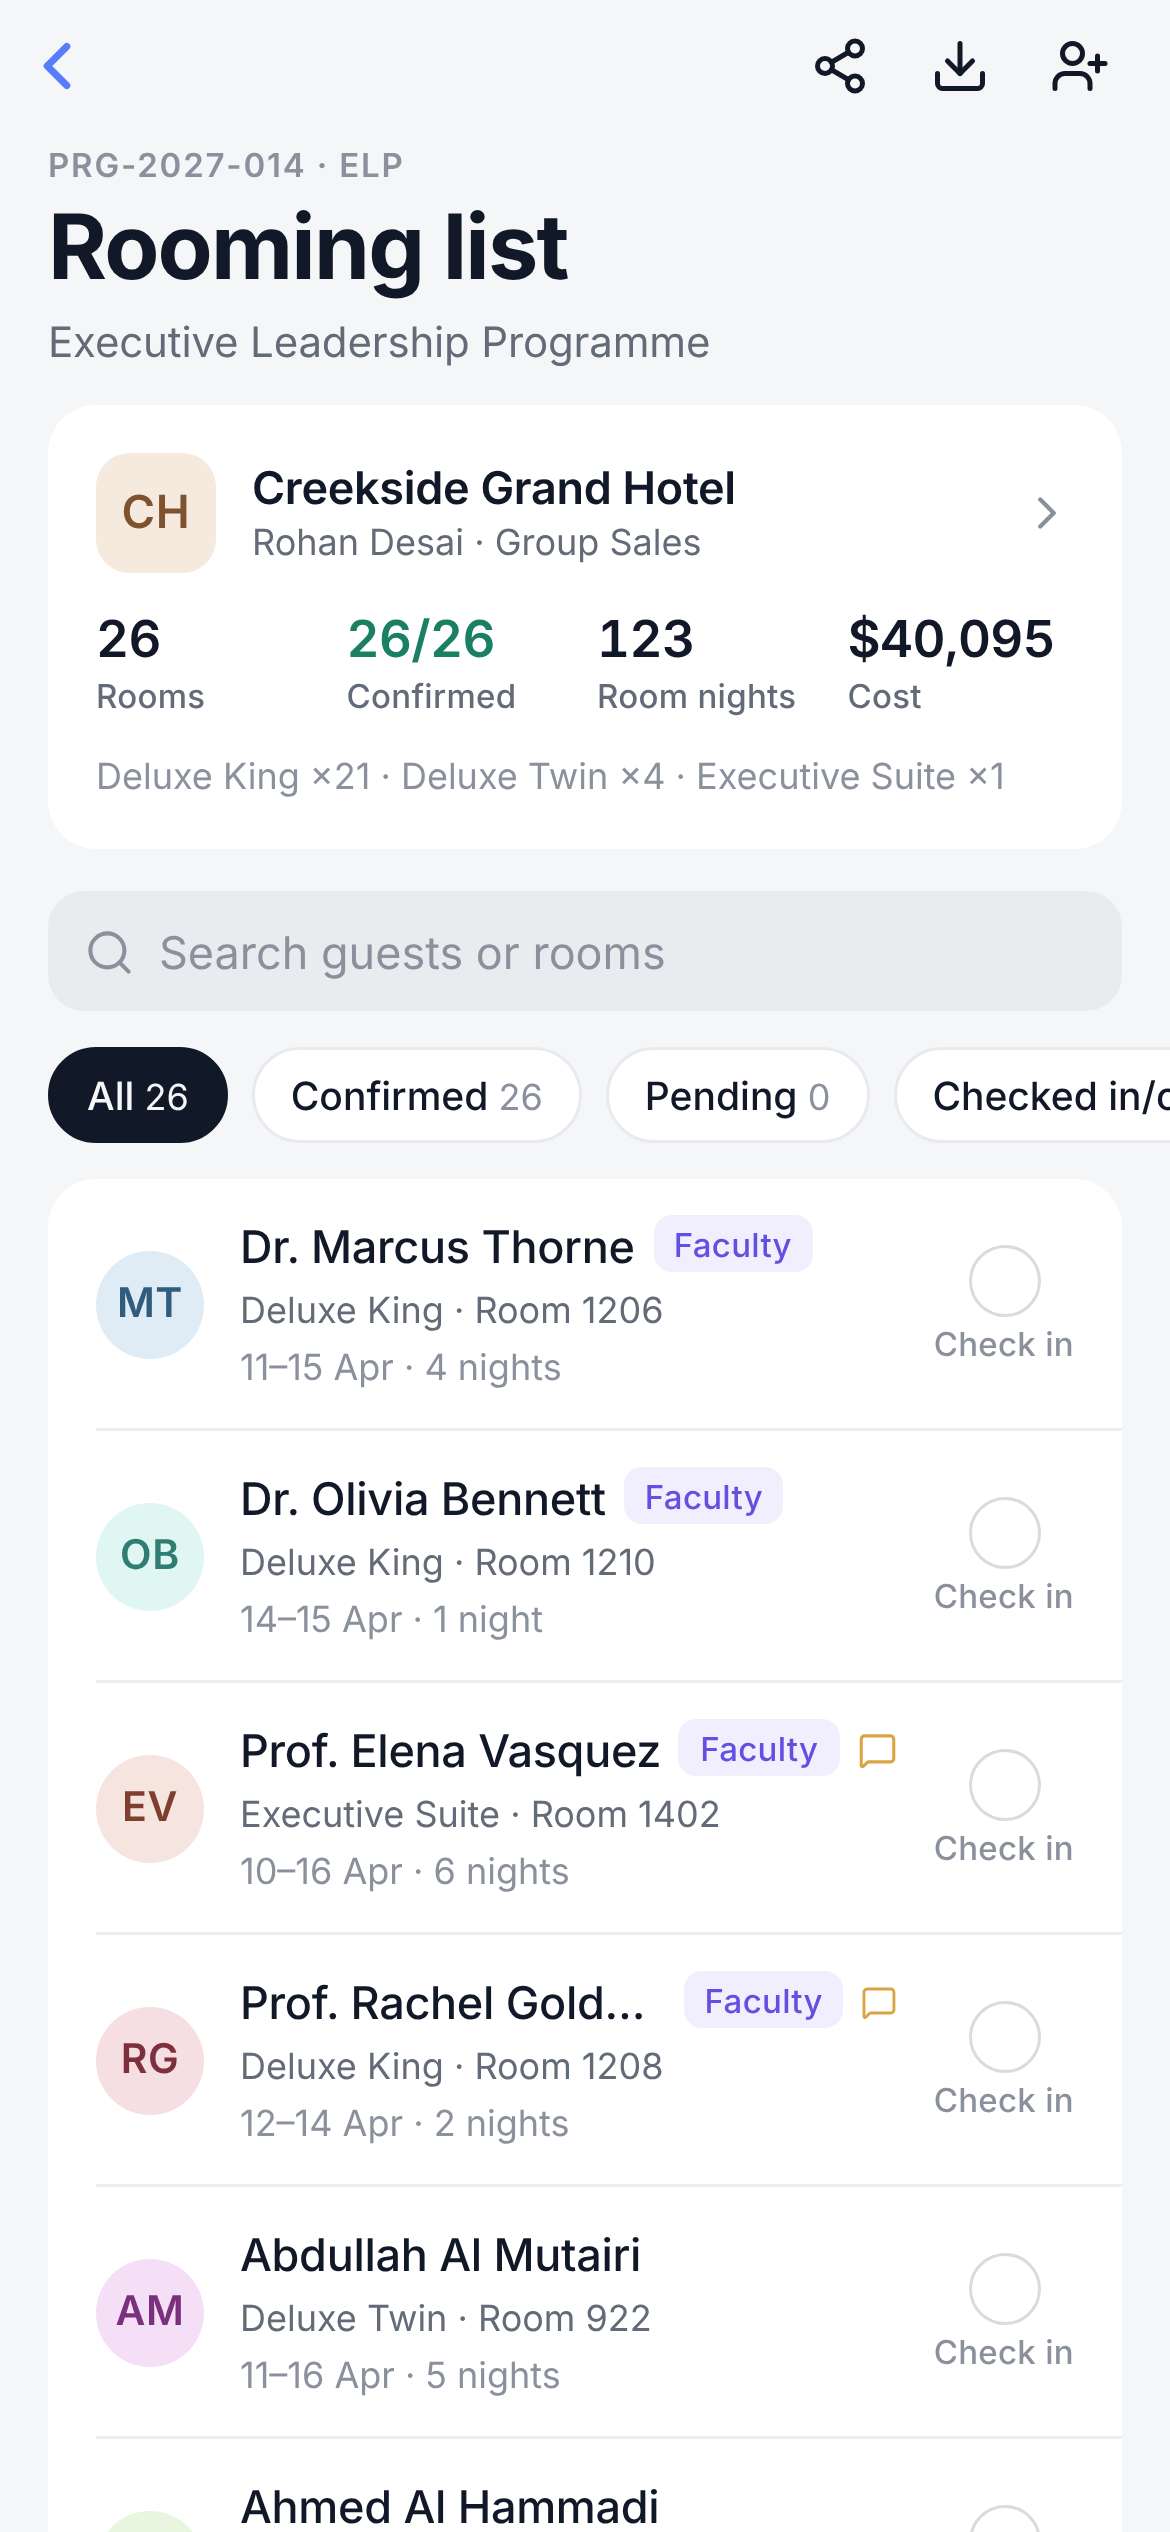 PRG-2027-014 · ELP
Rooming list
Executive Leadership Programme
CH
Creekside Grand Hotel
Rohan Desai · Group Sales
26 26/26 123 $40,095
Rooms Confirmed Room nights Cost
Deluxe King ×21 · Deluxe Twin ×4 · Executive Suite ×1
Search guests or rooms
All 26 Confirmed 26 Pending 0 Checked in/
MT
Dr. Marcus Thorne Faculty
Deluxe King · Room 1206
11–15 Apr · 4 nights
Check in
OB
Dr. Olivia Bennett Faculty
Deluxe King · Room 1210
14–15 Apr · 1 night
Check in
EV
Prof. Elena Vasquez Faculty
Executive Suite · Room 1402
10–16 Apr · 6 nights
Check in
RG
Prof. Rachel Gold... Faculty
Deluxe King · Room 1208
12–14 Apr · 2 nights
Check in
AM
Abdullah Al Mutairi
Deluxe Twin · Room 922
11–16 Apr · 5 nights
Check in
Ahmed Al Hammadi